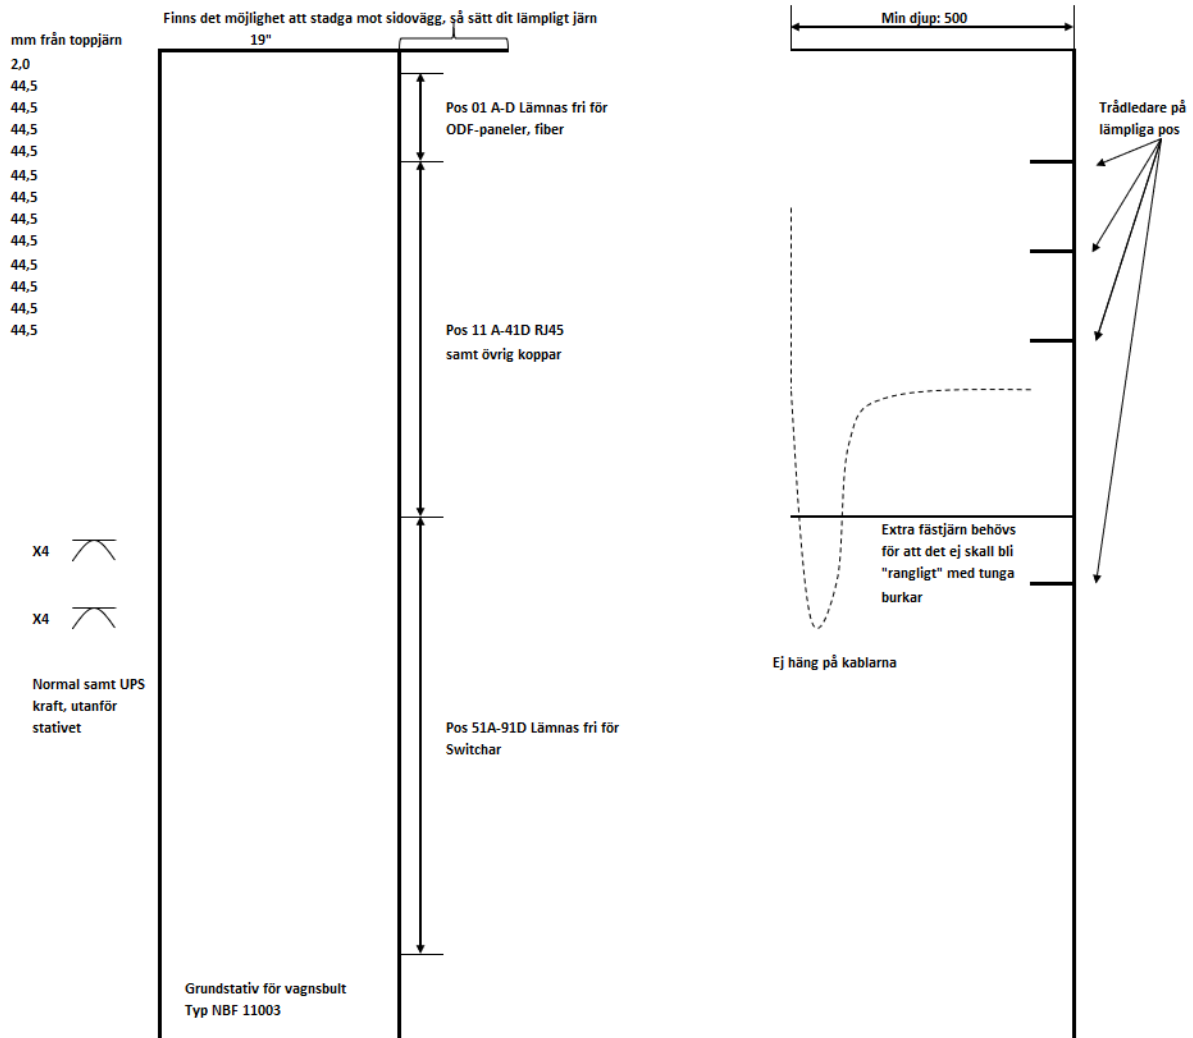 Finns det möjlighet att stadga mot sidovägg, så sätt dit lämpligt järn
mm från toppjärn
19"
2,0
44,5
44,5
44,5
44,5
44,5
44,5
44,5
44,5
44,5
44,5
44,5
44,5
Pos 01 A-D Lämnas fri för
ODF-paneler, fiber
Pos 11 A-41D RJ45
samt övrig koppar
X4
X4
Normal samt UPS
kraft, utanför
stativet
Pos 51A-91D Lämnas fri för
Switchar
Grundstativ för vagnsbult
Typ NBF 11003
Min djup: 500
Trådledare på
lämpliga pos
Extra fästjärn behövs
för att det ej skall bli
"rangligt" med tunga
burkar
Ej häng på kablarna